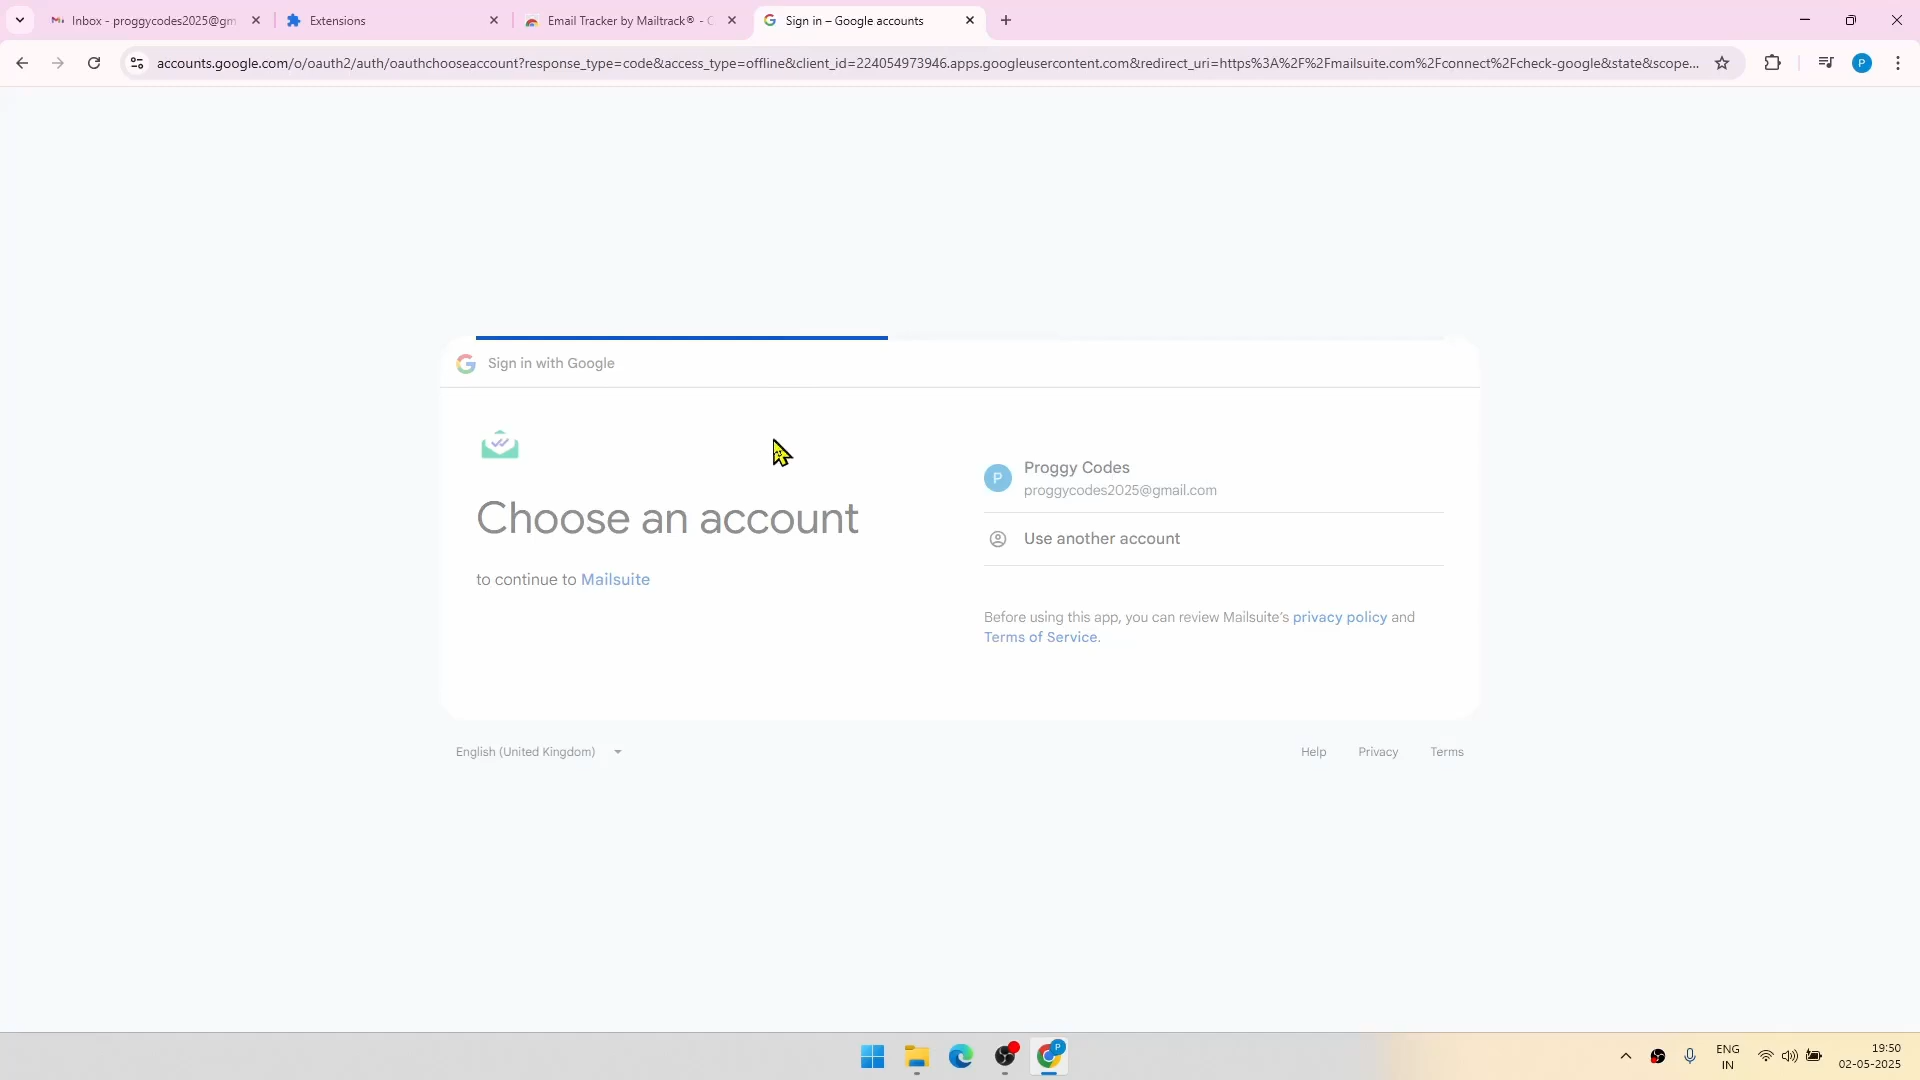 Inbox - proggycodes2025@gm
Extensions
Email Tracker by Mailtrack® - C
Sign in – Google accounts
accounts.google.com/o/oauth2/auth/oauthchooseaccount?response_type=code&access_type=offline&client_id=224054973946.apps.googleusercontent.com&redirect_uri=https%3A%2F%2Fmailsuite.com%2Fconnect%2Fcheck-google&state&scope...
P
Sign in with Google
Choose an account
to continue to Mailsuite
P
Proggy Codes
proggycodes2025@gmail.com
Use another account
Before using this app, you can review Mailsuite’s privacy policy and
Terms of Service.
English (United Kingdom)
Help
Privacy
Terms
P
ENG
IN
19:50
02-05-2025